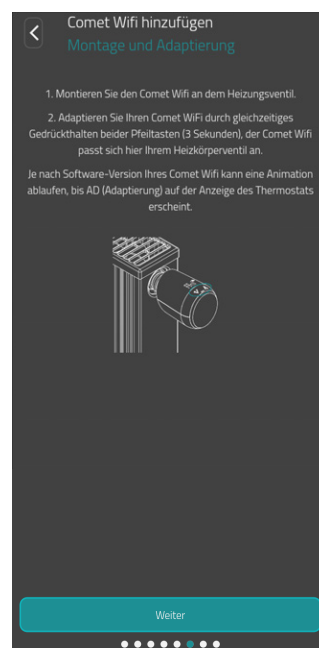 Comet Wifi hinzufügen
Montage und Adaptierung
1. Montieren Sie den Comet Wifi an dem Heizungsventil.
2. Adaptieren Sie Ihren Comet WiFi durch gleichzeitiges
Gedrückthalten beider Pfeiltasten (3 Sekunden), der Comet Wifi
passt sich hier Ihrem Heizkörperventil an.
Je nach Software-Version Ihres Comet Wifi kann eine Animation
ablaufen, bis AD (Adaptierung) auf der Anzeige des Thermostats
erscheint.
Weiter